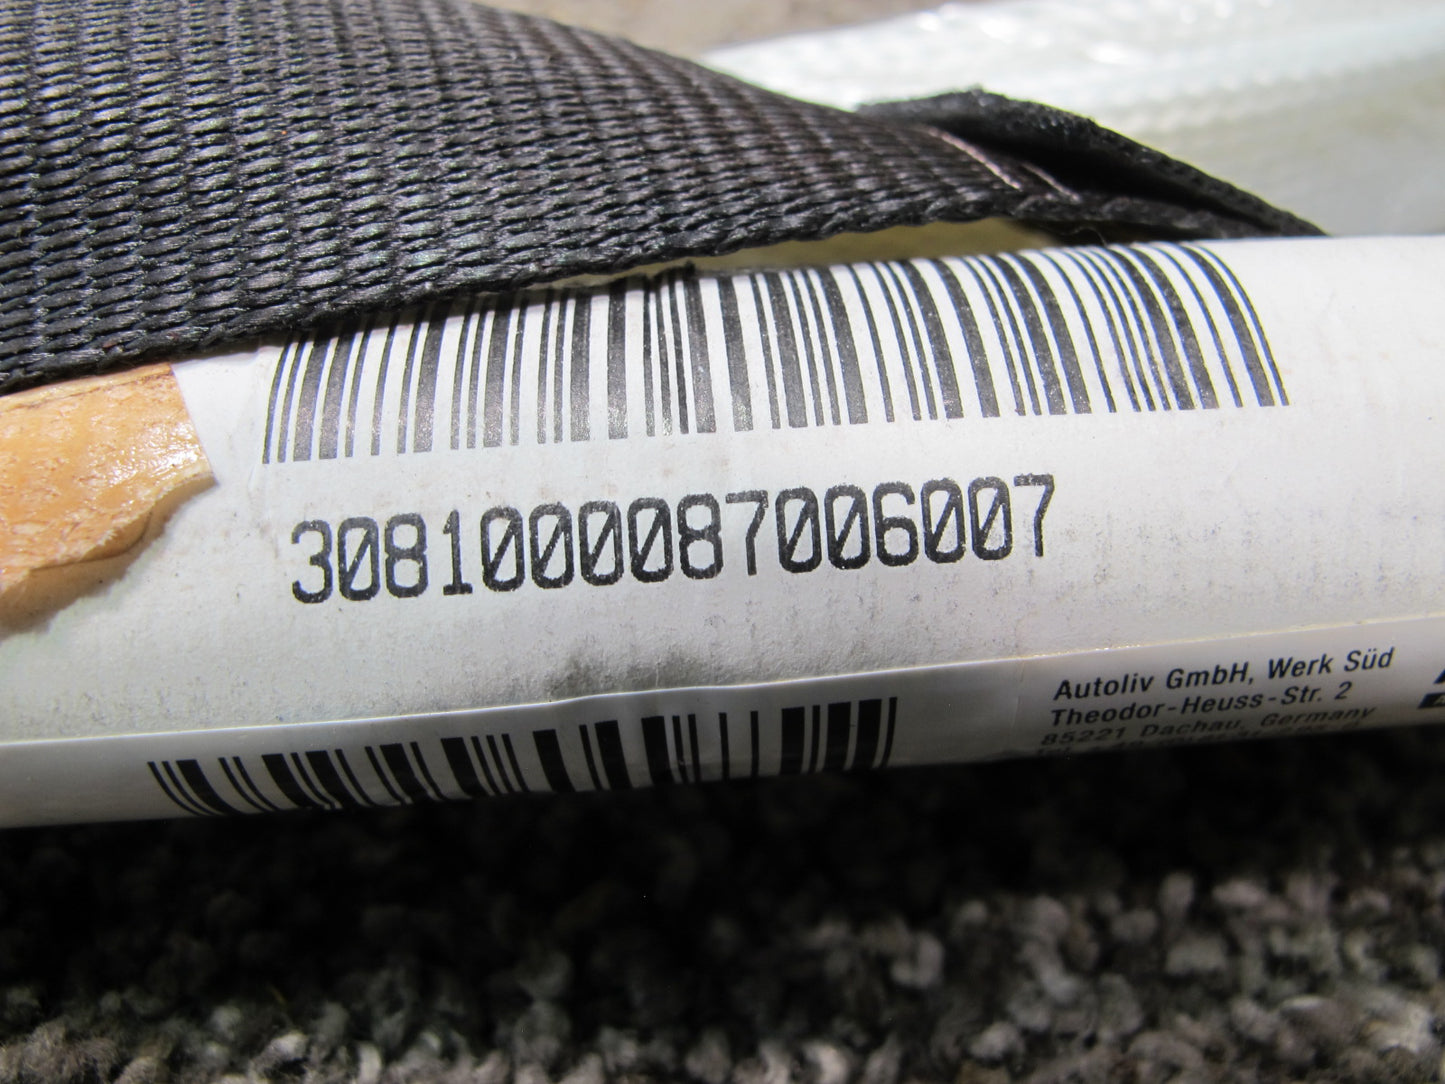 3081000087006007
Autoliv GmbH, Werk Süd
Theodor-Heuss-Str. 2
85221 Dachau, Germany